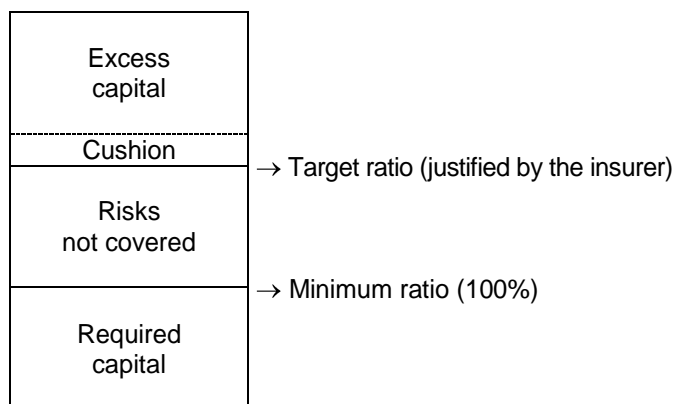 Excess
capital
Cushion
→ Target ratio (justified by the insurer)
Risks
not covered
→ Minimum ratio (100%)
Required
capital